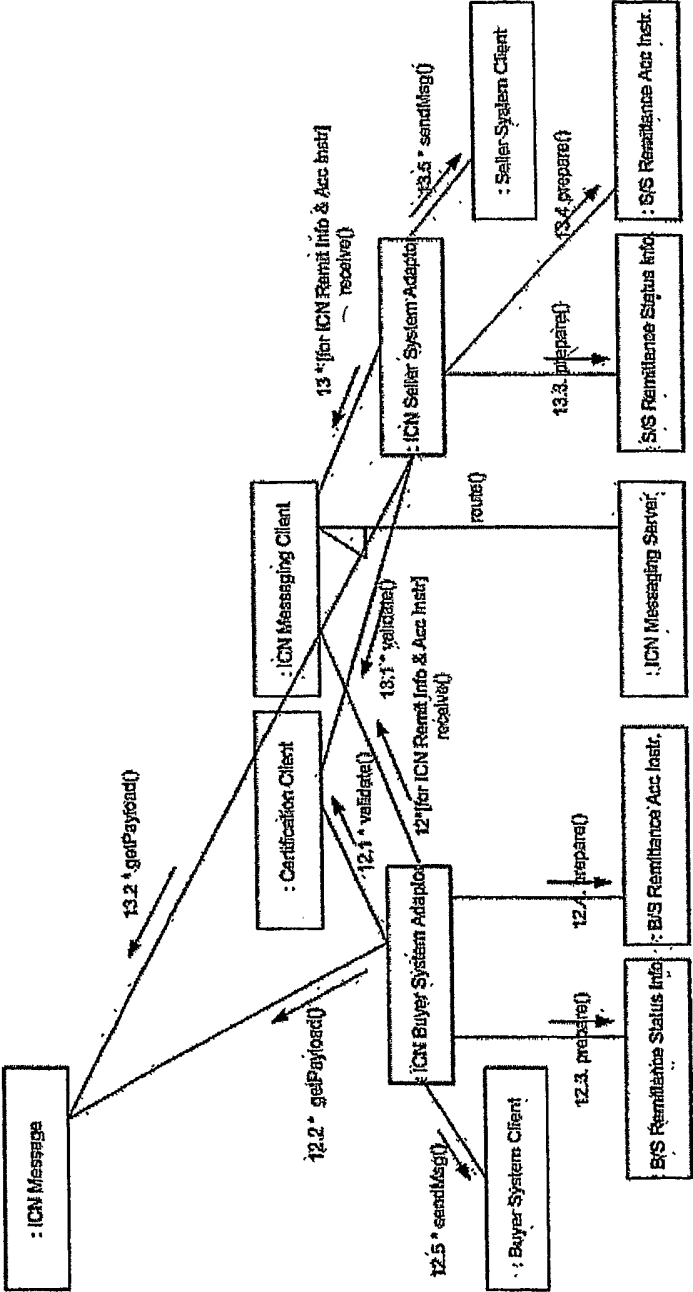 : ICN Message
13.2 * getPayload()
12.2 * getPayload()
: Certification Client
: ICN Messaging Client
13 *[for ICN Remit Info & Acc Instr]
receive()
12.1 * validate()
13.1 * validate()
12*[for ICN Remit Info & Acc Instr]
receive()
: ICN Buyer System Adaptor
: ICN Seller System Adaptor
13.5 * sendMsg()
12.5 * sendMsg()
: Buyer System Client
: Seller System Client
route()
12.3. prepare()
12.4. prepare()
13.3. prepare()
13.4 prepare()
: B/S Remittance Status Info
: B/S Remittance Acc Instr.
: ICN Messaging Server
: S/S Remittance Status Info.
: S/S Remittance Acc Instr.